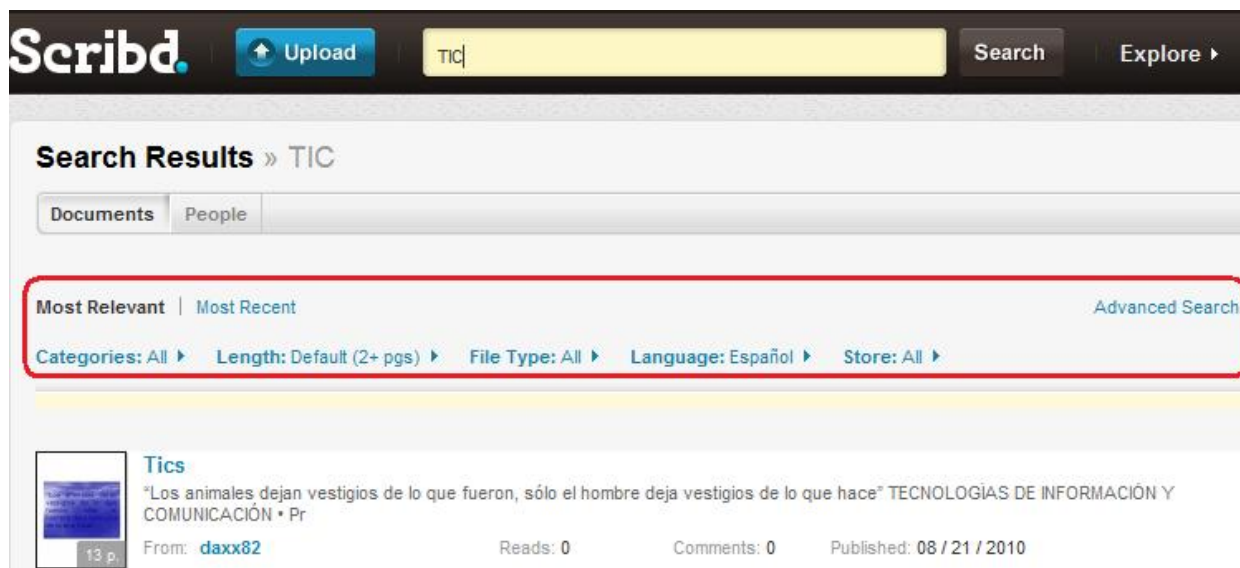 Scribd. Upload TIC Search Explore
Search Results » TIC
Documents People
Most Relevant | Most Recent Advanced Search
Categories: All Length: Default (2+ pgs) File Type: All Language: Español Store: All
Tics
"Los animales dejan vestigios de lo que fueron, sólo el hombre deja vestigios de lo que hace" TECNOLOGÍAS DE INFORMACIÓN Y
COMUNICACIÓN • Pr
13 p. From: daxx82 Reads: 0 Comments: 0 Published: 08 / 21 / 2010